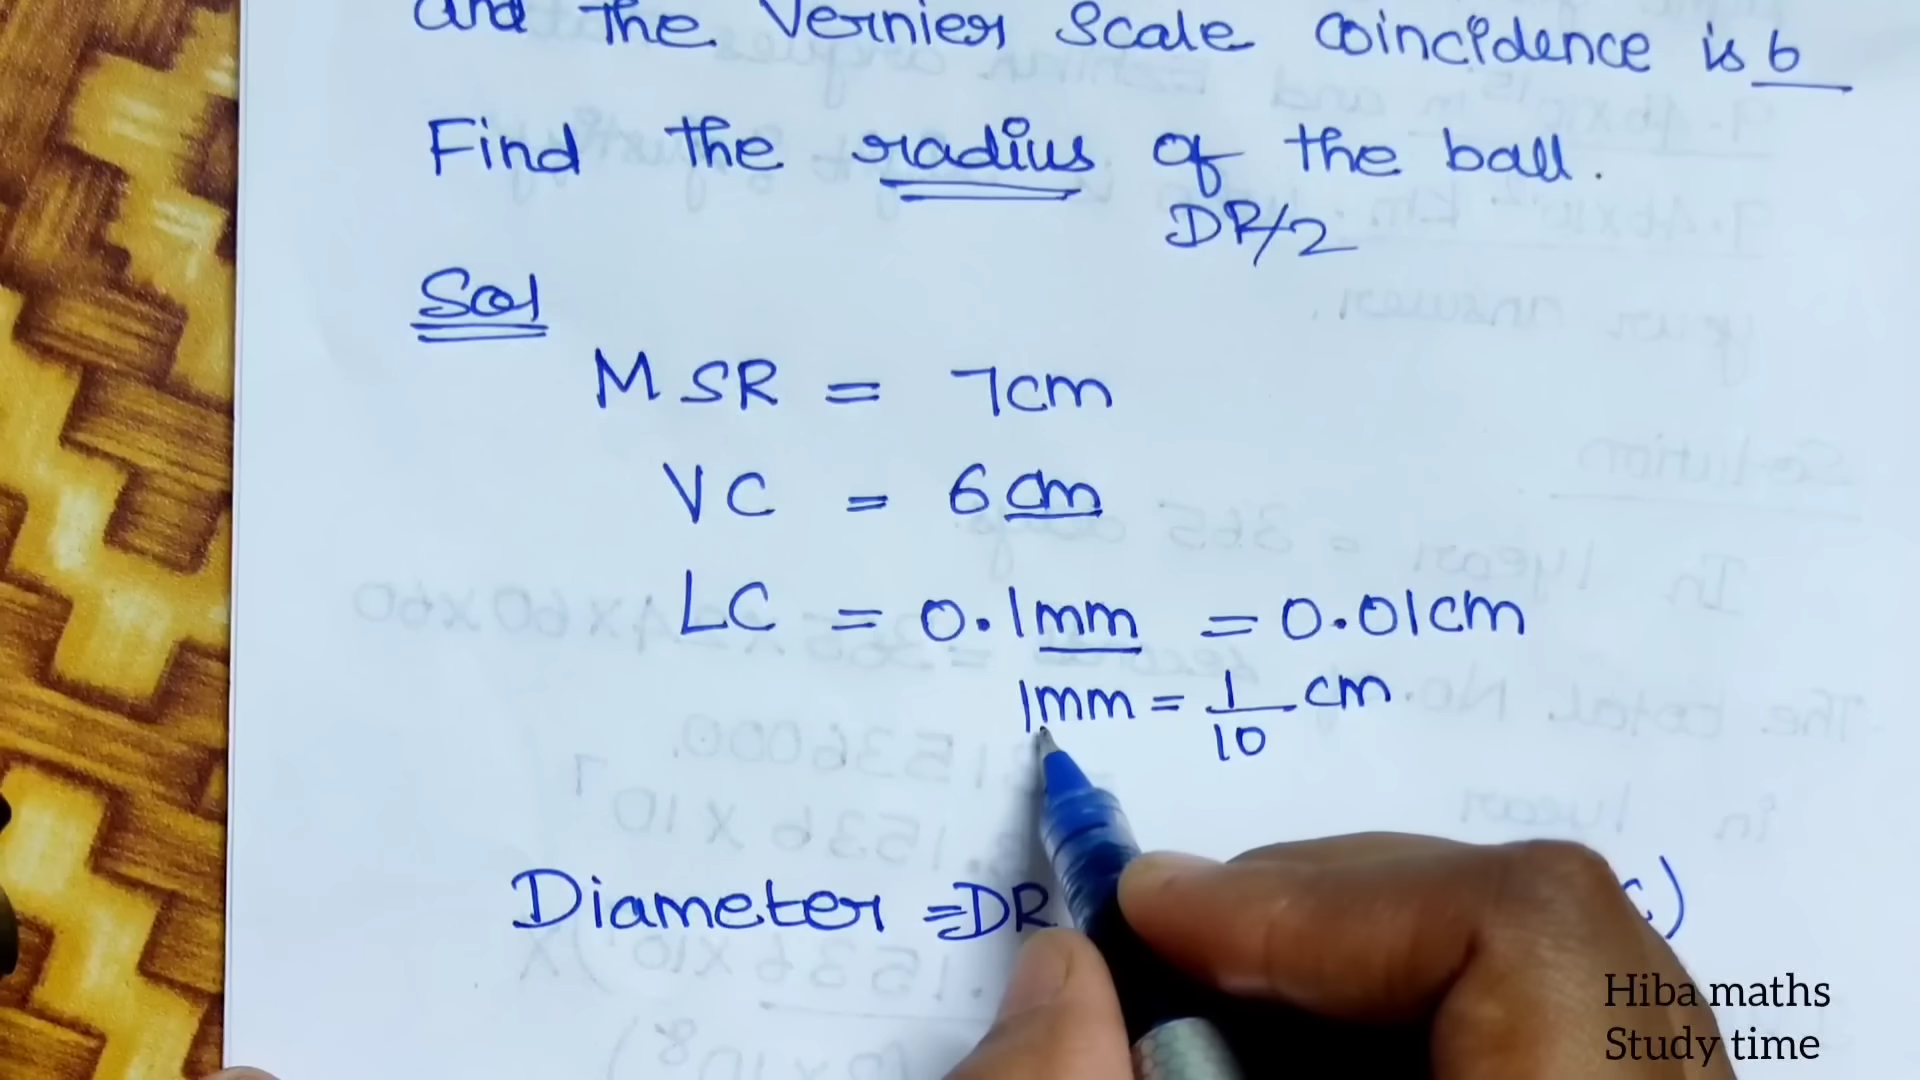 and the Vernier Scale coincidence is 6
Find the radius of the ball.
DR/2
Sol
MSR = 7cm
VC = 6 cm
LC = 0.1mm = 0.01cm
1mm = 1/10 cm
Diameter = DR
Hiba maths
Study time